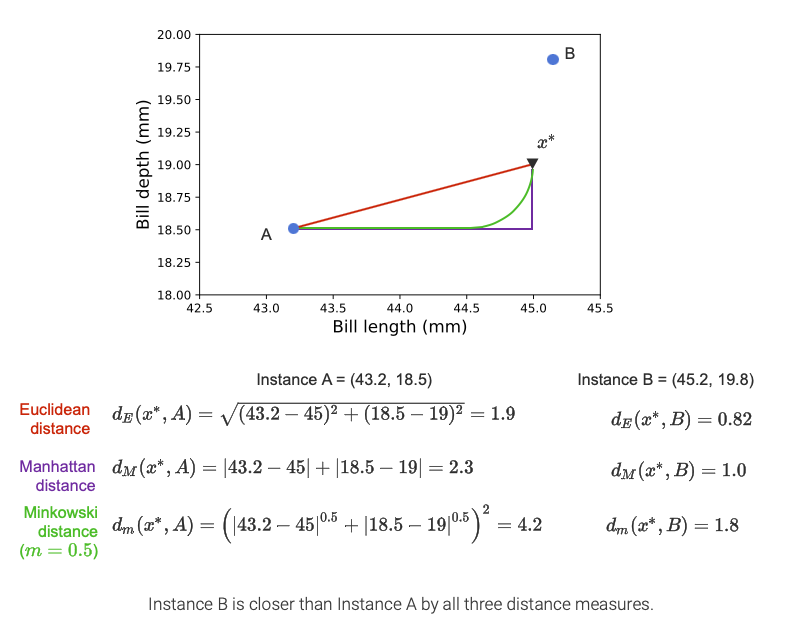 20.00
19.75
19.50
19.25
19.00
18.75
18.50
18.25
18.00
Bill depth (mm)
B
x*
A
42.5 43.0 43.5 44.0 44.5 45.0 45.5
Bill length (mm)
Instance A = (43.2, 18.5) Instance B = (45.2, 19.8)
Euclidean
distance
d_E(x*, A) = √((43.2 − 45)² + (18.5 − 19)²) = 1.9
d_E(x*, B) = 0.82
Manhattan
distance
d_M(x*, A) = |43.2 − 45| + |18.5 − 19| = 2.3
d_M(x*, B) = 1.0
Minkowski
distance
(m = 0.5)
d_m(x*, A) = (|43.2 − 45|^0.5 + |18.5 − 19|^0.5)² = 4.2
d_m(x*, B) = 1.8
Instance B is closer than Instance A by all three distance measures.